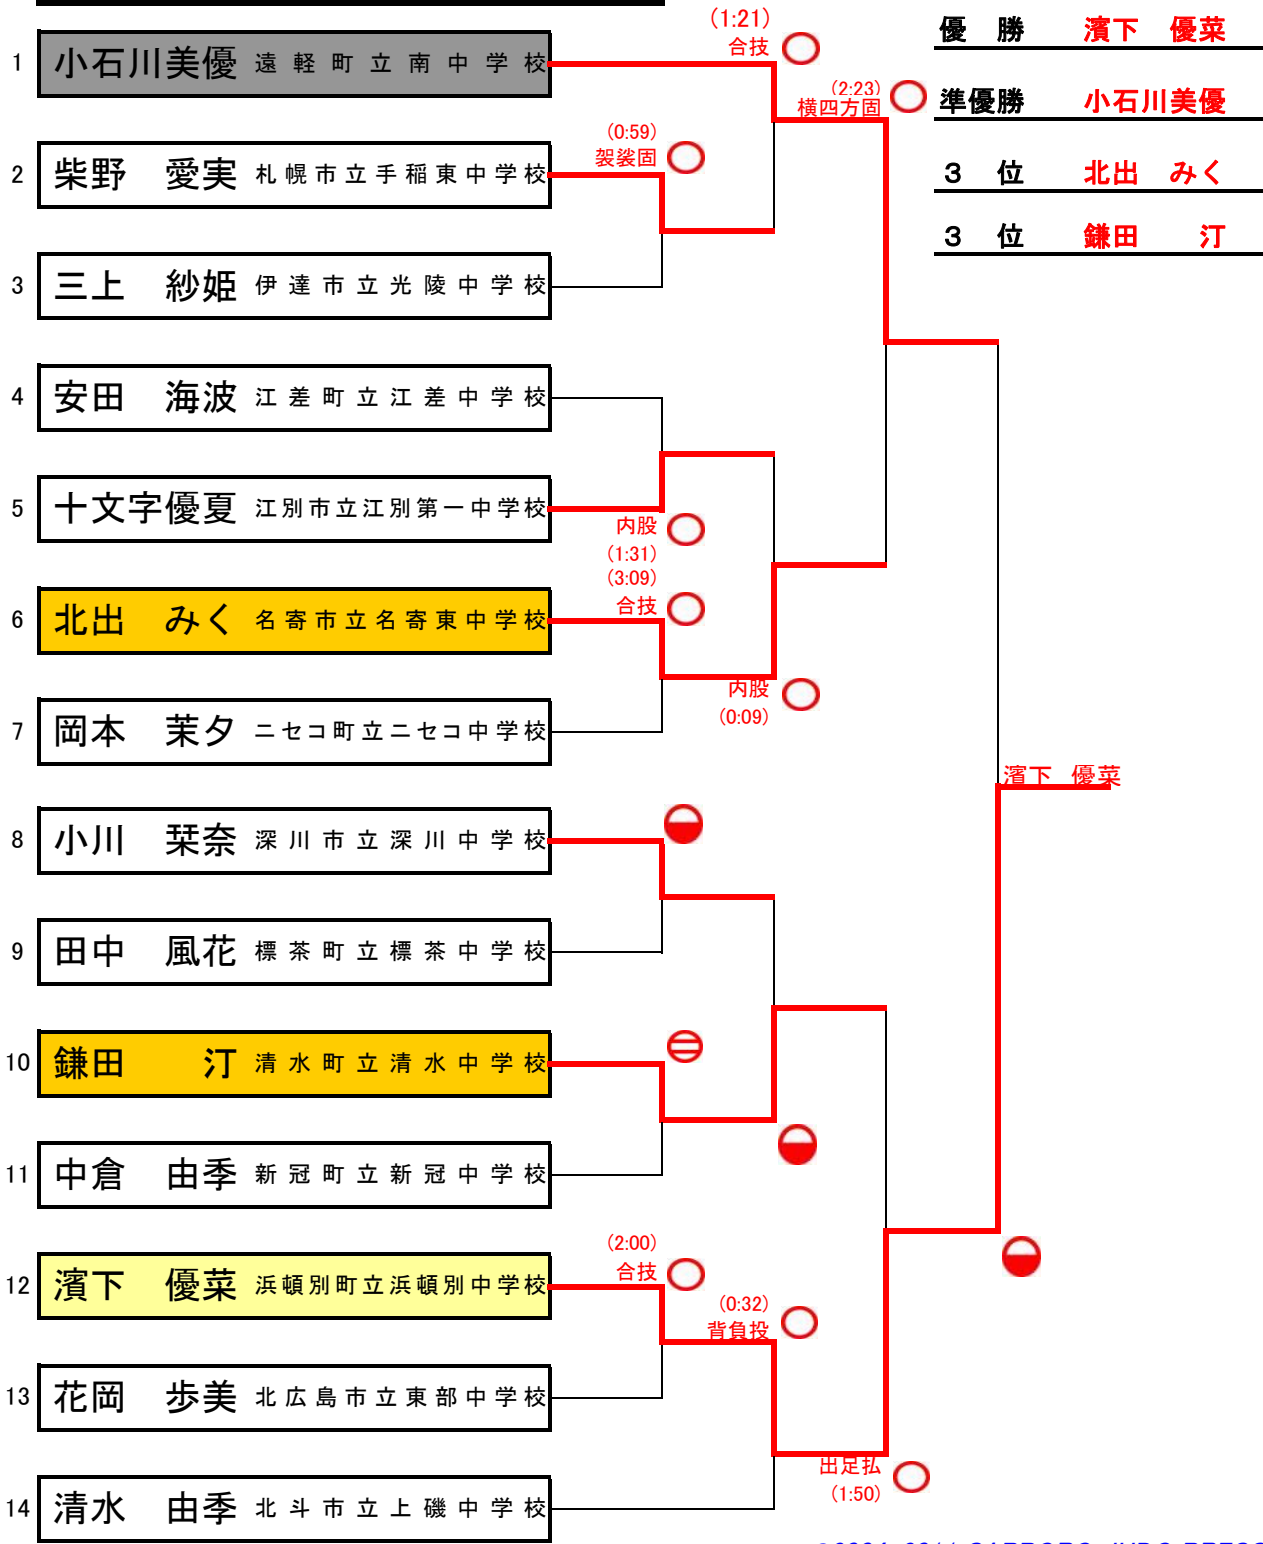 (1:21)
合技
優　勝　濱下　優菜
1 小石川美優 遠軽町立南中学校
(2:23)
横四方固
準優勝　小石川美優
(0:59)
袈裟固
2 柴野　愛実 札幌市立手稲東中学校
３　位　北出　みく
３　位　鎌田　汀
3 三上　紗姫 伊達市立光陵中学校
4 安田　海波 江差町立江差中学校
5 十文字優夏 江別市立江別第一中学校
内股
(1:31)
(3:09)
合技
6 北出　みく 名寄市立名寄東中学校
内股
(0:09)
7 岡本　茉夕 ニセコ町立ニセコ中学校
濱下　優菜
8 小川　栞奈 深川市立深川中学校
9 田中　風花 標茶町立標茶中学校
10 鎌田　汀 清水町立清水中学校
11 中倉　由季 新冠町立新冠中学校
(2:00)
合技
12 濱下　優菜 浜頓別町立浜頓別中学校
(0:32)
背負投
13 花岡　歩美 北広島市立東部中学校
出足払
(1:50)
14 清水　由季 北斗市立上磯中学校